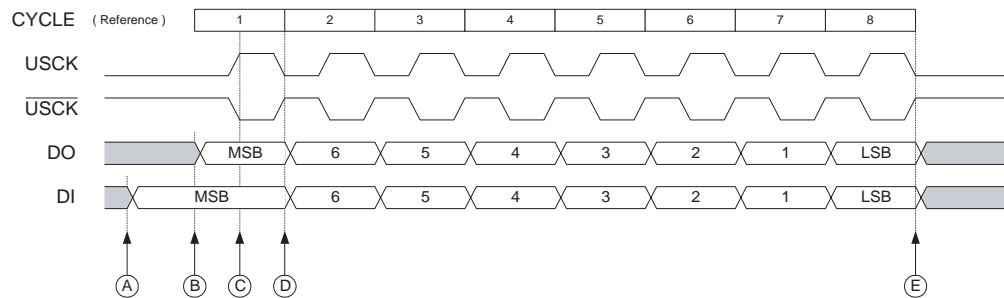 CYCLE ( Reference ) 1 2 3 4 5 6 7 8
USCK
USCK
DO MSB 6 5 4 3 2 1 LSB
DI MSB 6 5 4 3 2 1 LSB
A B C D E